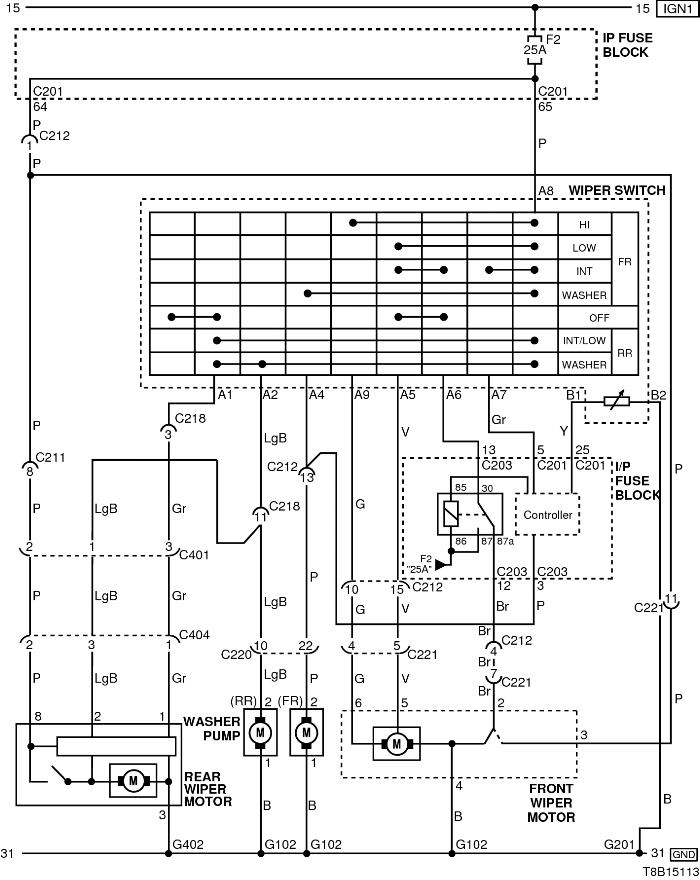 15
15 IGN1
F2
25A
IP FUSE
BLOCK
C201
C201
64
65
P
C212
1
P
P
A8
WIPER SWITCH
HI
LOW
INT
FR
WASHER
OFF
INT/LOW
RR
WASHER
A1 A2 A4 A9 A5 A6 A7 B1 B2
C218
3
LgB
C212
13
V
Gr
Y
P
P
C211
8
13 5 25
C203 C201 C201
I/P
FUSE
BLOCK
85 30
Controller
86 87 87a
F2
"25A"
C218
11
G
P
LgB
Gr
2 1 3
C401
C203 C203
12 3
10 15 C212
11
C221
P
LgB
Gr
LgB
P
G
V
Br
P
C404
2 3 1
C220
10 22
4 5
C221
Br
C212
4
Br
7
C221
Br
P
LgB
Gr
LgB
P
G
V
P
8 2 1
WASHER
PUMP
(RR) 2
(FR) 2
6 5 2
M
M
M
3
M
REAR
WIPER
MOTOR
1 1
4
FRONT
WIPER
MOTOR
3
B
B
B
B
G402
G102
G102
G102
G201
31
31 GND
T8B15113